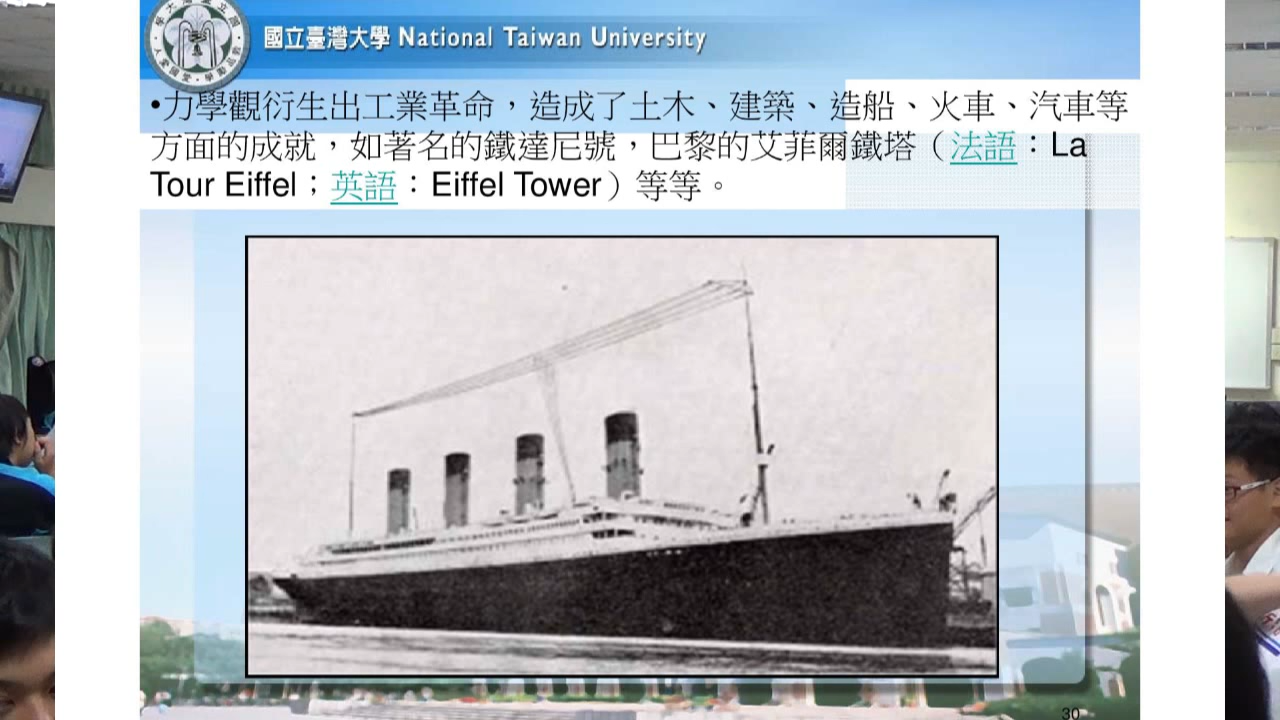 國立臺灣大學 National Taiwan University
•力學觀衍生出工業革命，造成了土木、建築、造船、火車、汽車等
方面的成就，如著名的鐵達尼號，巴黎的艾菲爾鐵塔（法語：La
Tour Eiffel；英語：Eiffel Tower）等等。
30